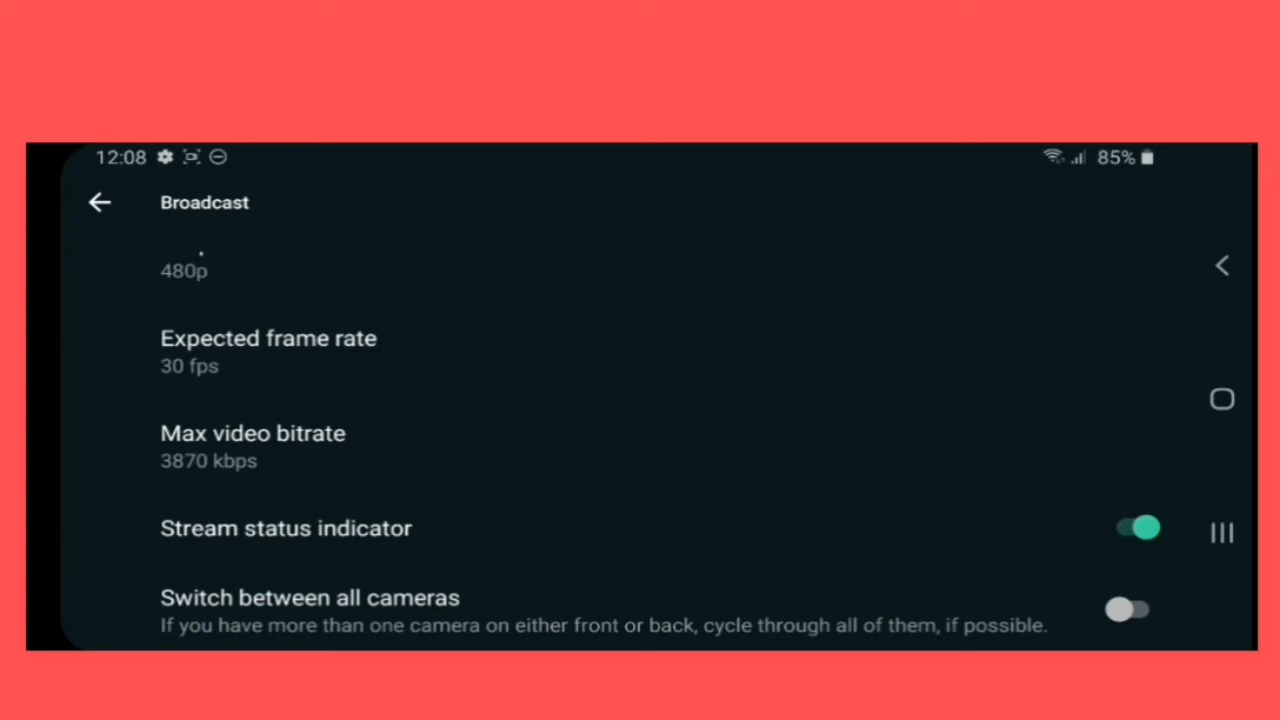 12:08
85%
Broadcast
480p
Expected frame rate
30 fps
Max video bitrate
3870 kbps
Stream status indicator
Switch between all cameras
If you have more than one camera on either front or back, cycle through all of them, if possible.